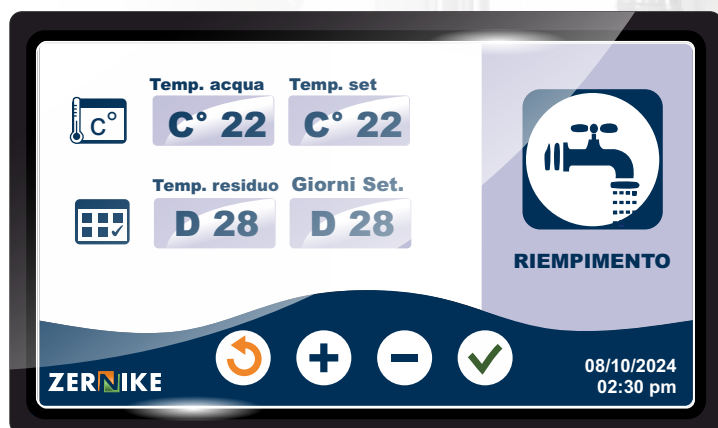 Temp. acqua Temp. set
C°
C° 22 C° 22
Temp. residuo Giorni Set.
D 28 D 28
RIEMPIMENTO
ZERNIKE
08/10/2024
02:30 pm